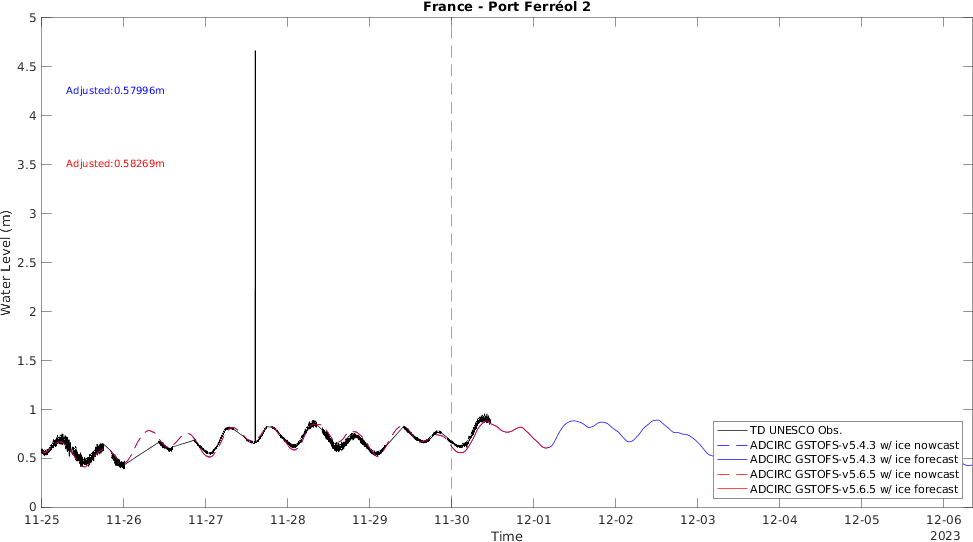 France - Port Ferréol 2
5
4.5
4
3.5
3
2.5
2
1.5
1
0.5
0
Water Level (m)
Adjusted:0.57996m
Adjusted:0.58269m
TD UNESCO Obs.
ADCIRC GSTOFS-v5.4.3 w/ ice nowcast
ADCIRC GSTOFS-v5.4.3 w/ ice forecast
ADCIRC GSTOFS-v5.6.5 w/ ice nowcast
ADCIRC GSTOFS-v5.6.5 w/ ice forecast
11-25 11-26 11-27 11-28 11-29 11-30 12-01 12-02 12-03 12-04 12-05 12-06
2023
Time